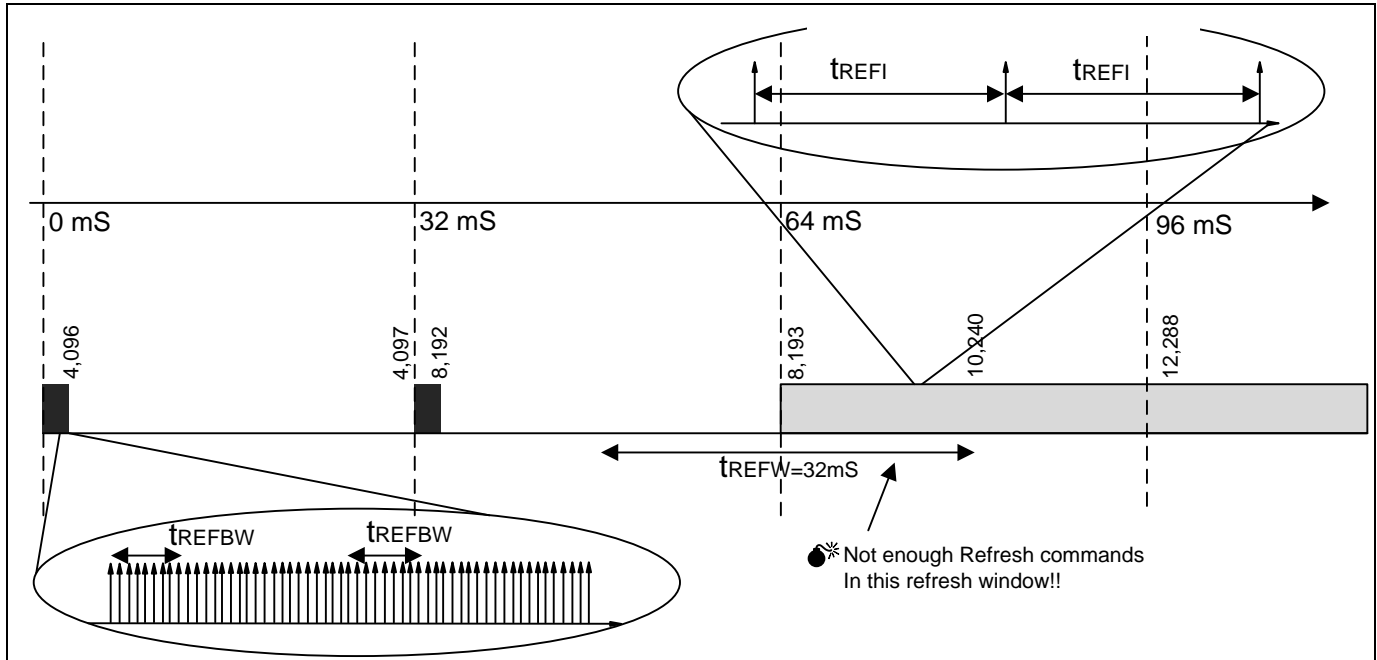 tREFI
tREFI
0 mS
32 mS
64 mS
96 mS
4,096
4,097
8,192
8,193
10,240
12,288
tREFW=32mS
tREFBW
tREFBW
Not enough Refresh commands
In this refresh window!!